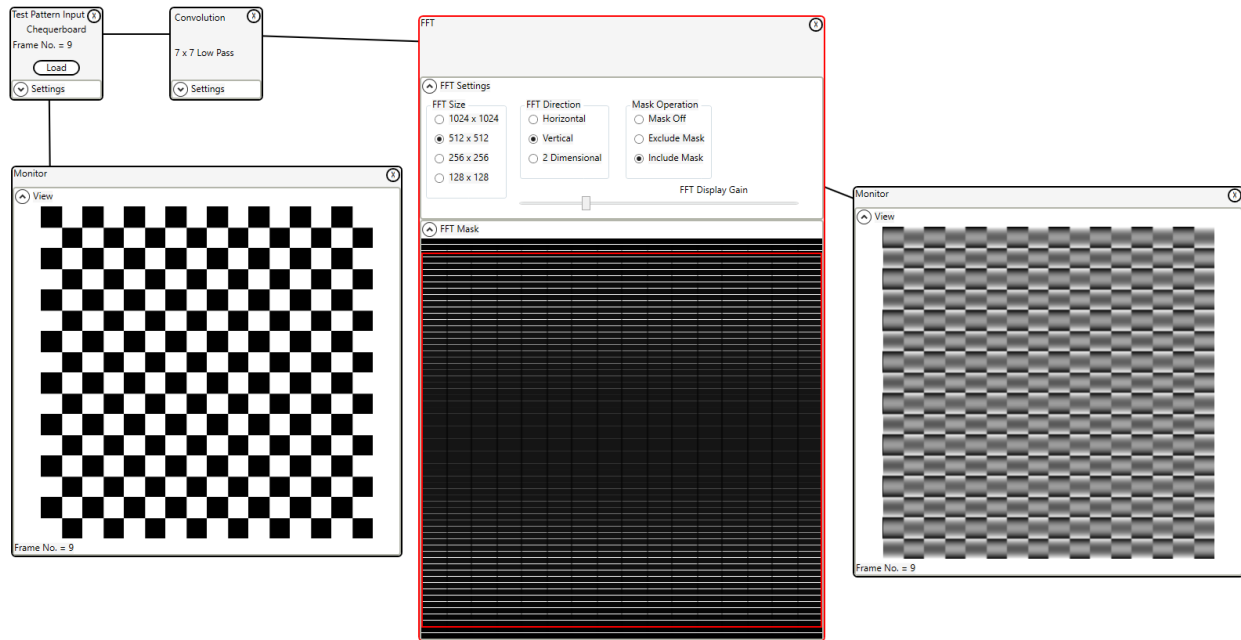 Test Pattern Input X
Chequerboard
Frame No. = 9
Load
Settings
Convolution X
7 x 7 Low Pass
Settings
FFT X
FFT Settings
FFT Size
1024 x 1024
512 x 512
256 x 256
128 x 128
FFT Direction
Horizontal
Vertical
2 Dimensional
Mask Operation
Mask Off
Exclude Mask
Include Mask
FFT Display Gain
FFT Mask
Monitor X
View
Frame No. = 9
Monitor X
View
Frame No. = 9